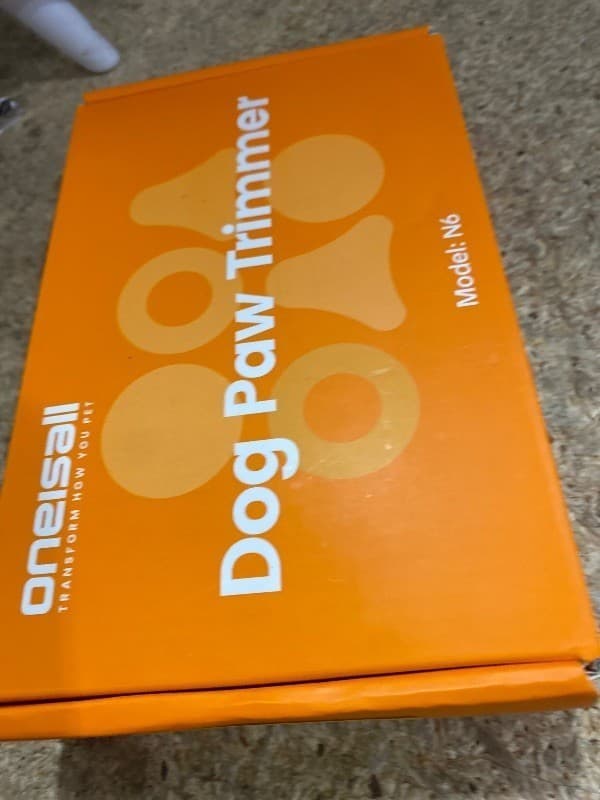 oneisall
TRANSFORM HOW YOU PET
Dog Paw Trimmer
Model: N6